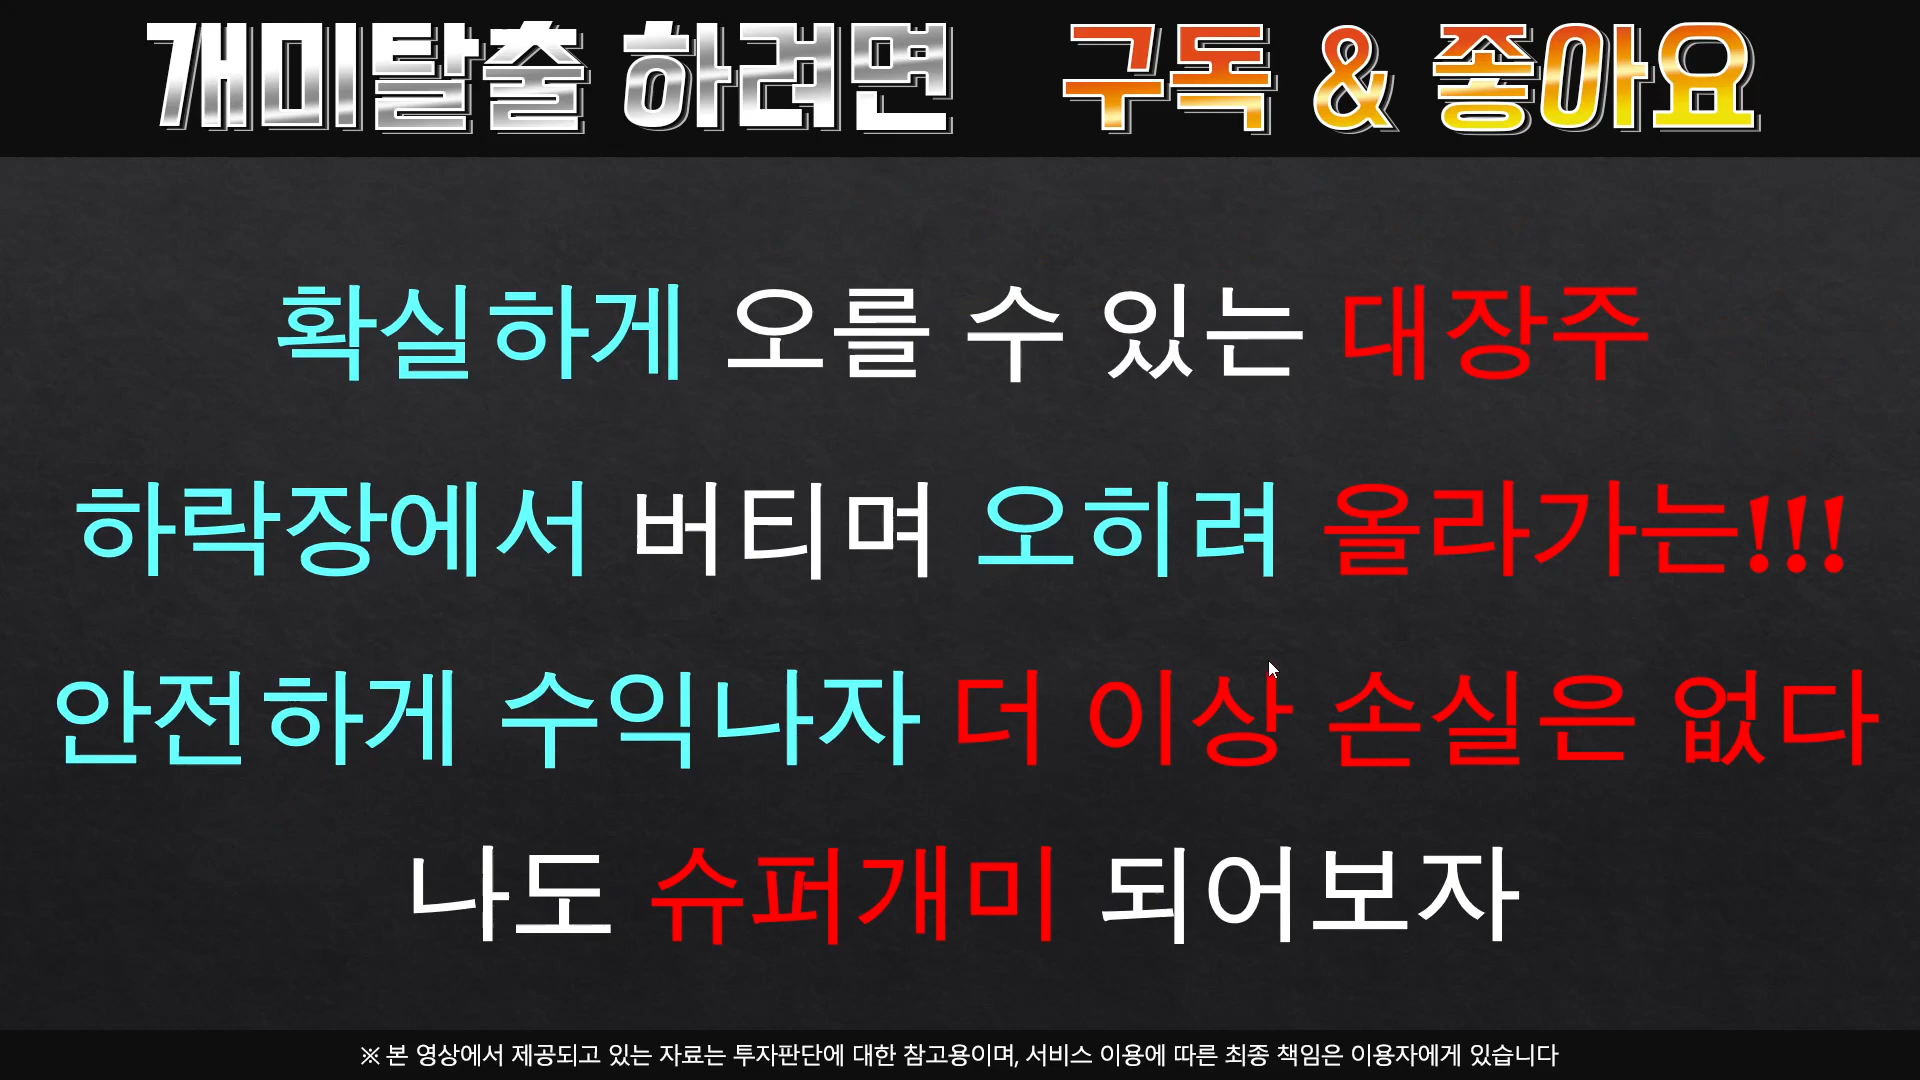 개미탈출 하려면 구독 & 좋아요
확실하게 오를 수 있는 대장주
하락장에서 버티며 오히려 올라가는!!!
안전하게 수익나자 더 이상 손실은 없다
나도 슈퍼개미 되어보자
※ 본 영상에서 제공되고 있는 자료는 투자판단에 대한 참고용이며, 서비스 이용에 따른 최종 책임은 이용자에게 있습니다